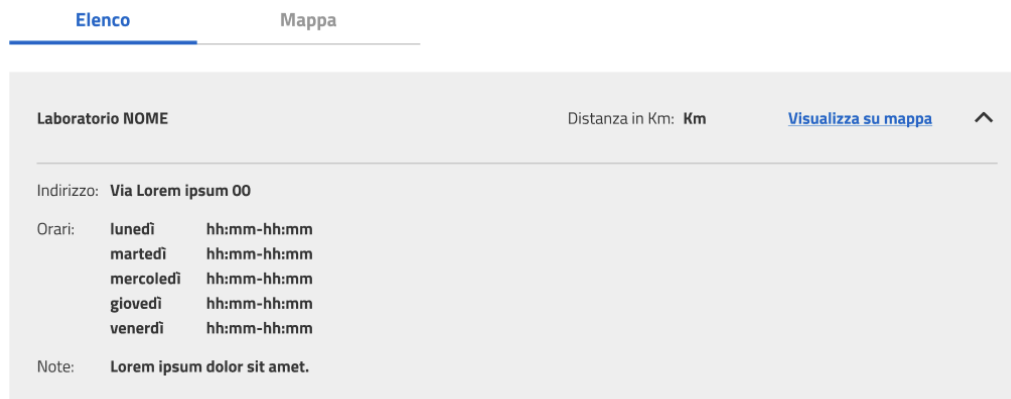 Elenco Mappa
Laboratorio NOME Distanza in Km: Km Visualizza su mappa
Indirizzo: Via Lorem ipsum 00
Orari: lunedì hh:mm-hh:mm
martedì hh:mm-hh:mm
mercoledì hh:mm-hh:mm
giovedì hh:mm-hh:mm
venerdì hh:mm-hh:mm
Note: Lorem ipsum dolor sit amet.